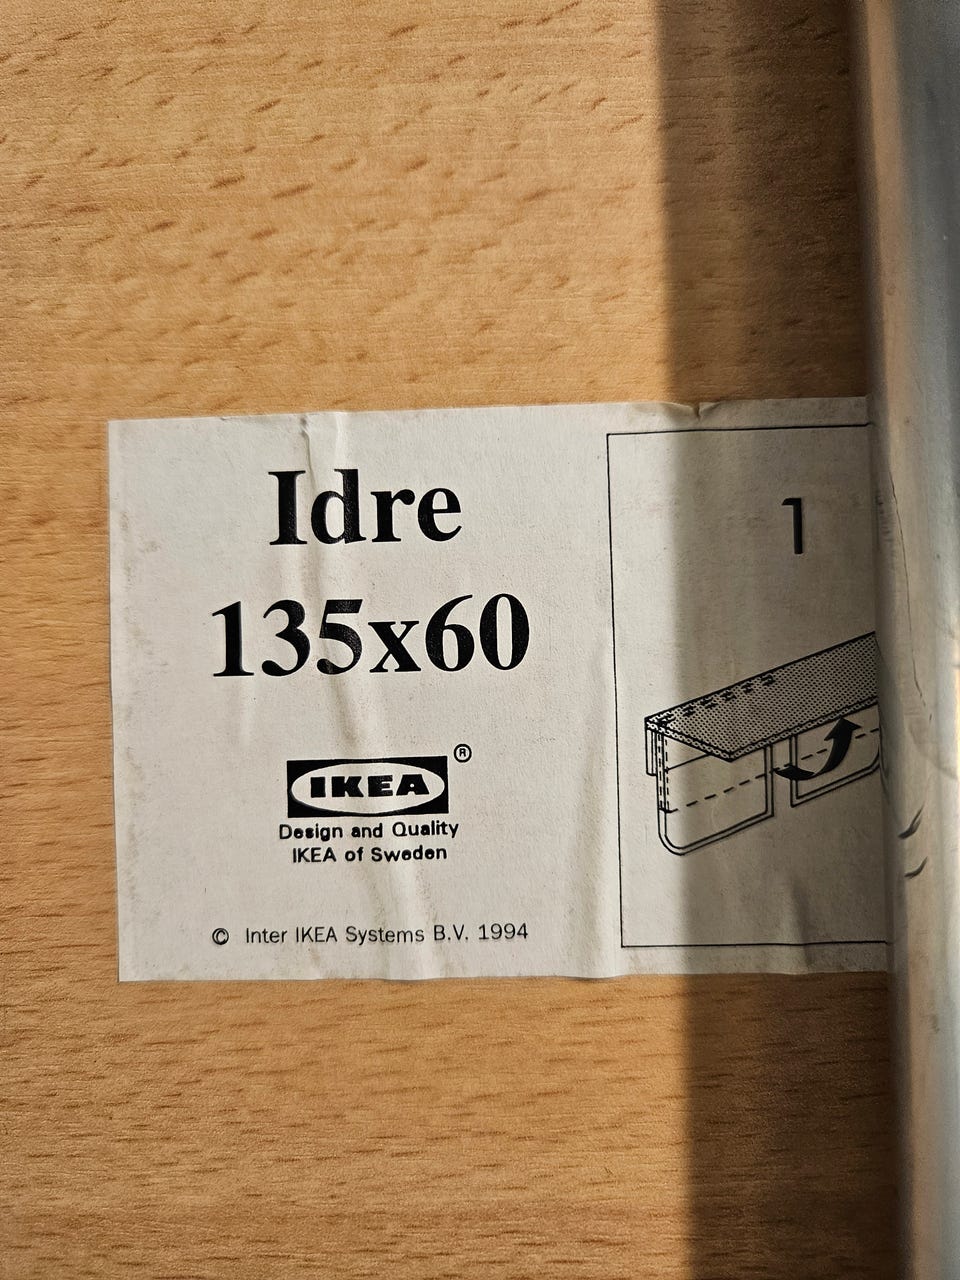 Idre
135x60
IKEA®
Design and Quality
IKEA of Sweden
© Inter IKEA Systems B.V. 1994
1